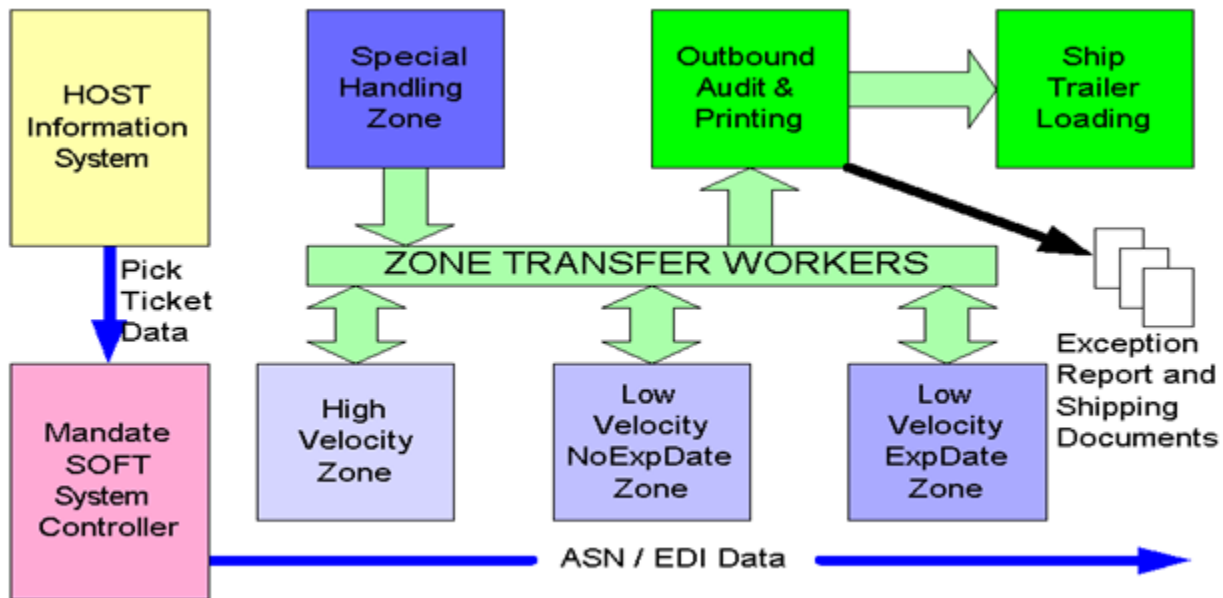 HOST
Information
System
Special
Handling
Zone
Outbound
Audit &
Printing
Ship
Trailer
Loading
Pick
Ticket
Data
ZONE TRANSFER WORKERS
Exception
Report and
Shipping
Documents
Mandate
SOFT
System
Controller
High
Velocity
Zone
Low
Velocity
NoExpDate
Zone
Low
Velocity
ExpDate
Zone
ASN / EDI Data